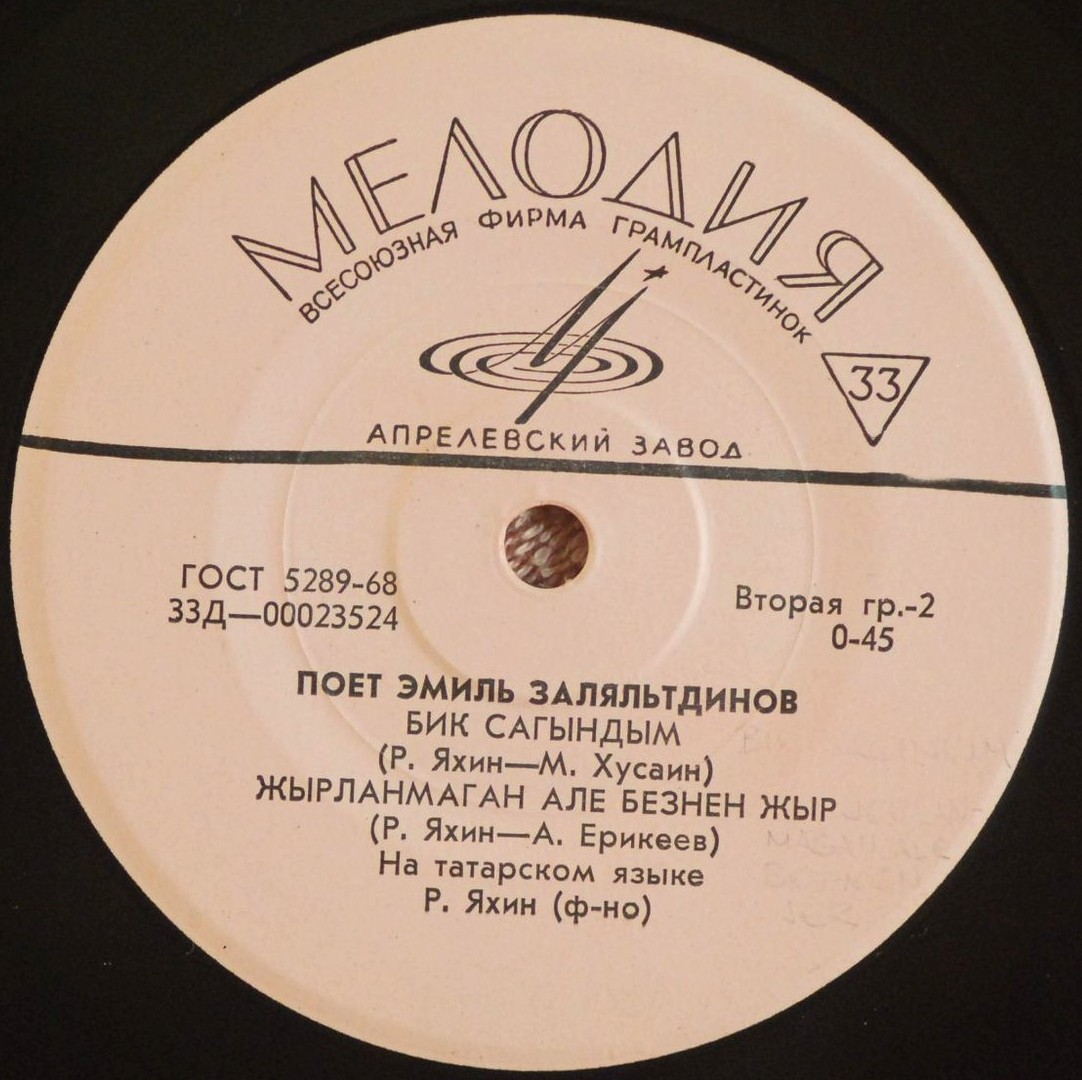 МЕЛОДИЯ
ВСЕСОЮЗНАЯ ФИРМА ГРАМПЛАСТИНОК
33
АПРЕЛЕВСКИЙ ЗАВОД
ГОСТ 5289-68
33Д—00023524
Вторая гр.-2
0-45
ПОЕТ ЭМИЛЬ ЗАЛЯЛЬТДИНОВ
БИК САГЫНДЫМ
(Р. Яхин—М. Хусаин)
ЖЫРЛАНМАГАН АЛЕ БЕЗНЕН ЖЫР
(Р. Яхин—А. Ерикеев)
На татарском языке
Р. Яхин (ф-но)